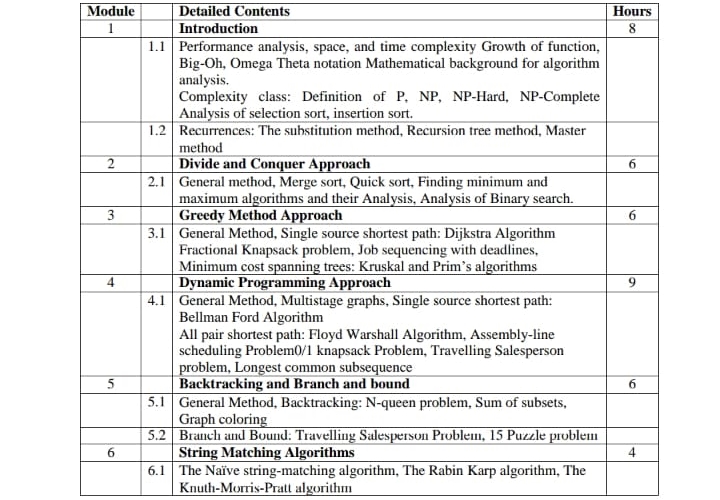 Module Detailed Contents Hours
1 Introduction 8
1.1 Performance analysis, space, and time complexity Growth of function,
Big-Oh, Omega Theta notation Mathematical background for algorithm
analysis.
Complexity class: Definition of P, NP, NP-Hard, NP-Complete
Analysis of selection sort, insertion sort.
1.2 Recurrences: The substitution method, Recursion tree method, Master
method
2 Divide and Conquer Approach 6
2.1 General method, Merge sort, Quick sort, Finding minimum and
maximum algorithms and their Analysis, Analysis of Binary search.
3 Greedy Method Approach 6
3.1 General Method, Single source shortest path: Dijkstra Algorithm
Fractional Knapsack problem, Job sequencing with deadlines,
Minimum cost spanning trees: Kruskal and Prim’s algorithms
4 Dynamic Programming Approach 9
4.1 General Method, Multistage graphs, Single source shortest path:
Bellman Ford Algorithm
All pair shortest path: Floyd Warshall Algorithm, Assembly-line
scheduling Problem0/1 knapsack Problem, Travelling Salesperson
problem, Longest common subsequence
5 Backtracking and Branch and bound 6
5.1 General Method, Backtracking: N-queen problem, Sum of subsets,
Graph coloring
5.2 Branch and Bound: Travelling Salesperson Problem, 15 Puzzle problem
6 String Matching Algorithms 4
6.1 The Naïve string-matching algorithm, The Rabin Karp algorithm, The
Knuth-Morris-Pratt algorithm